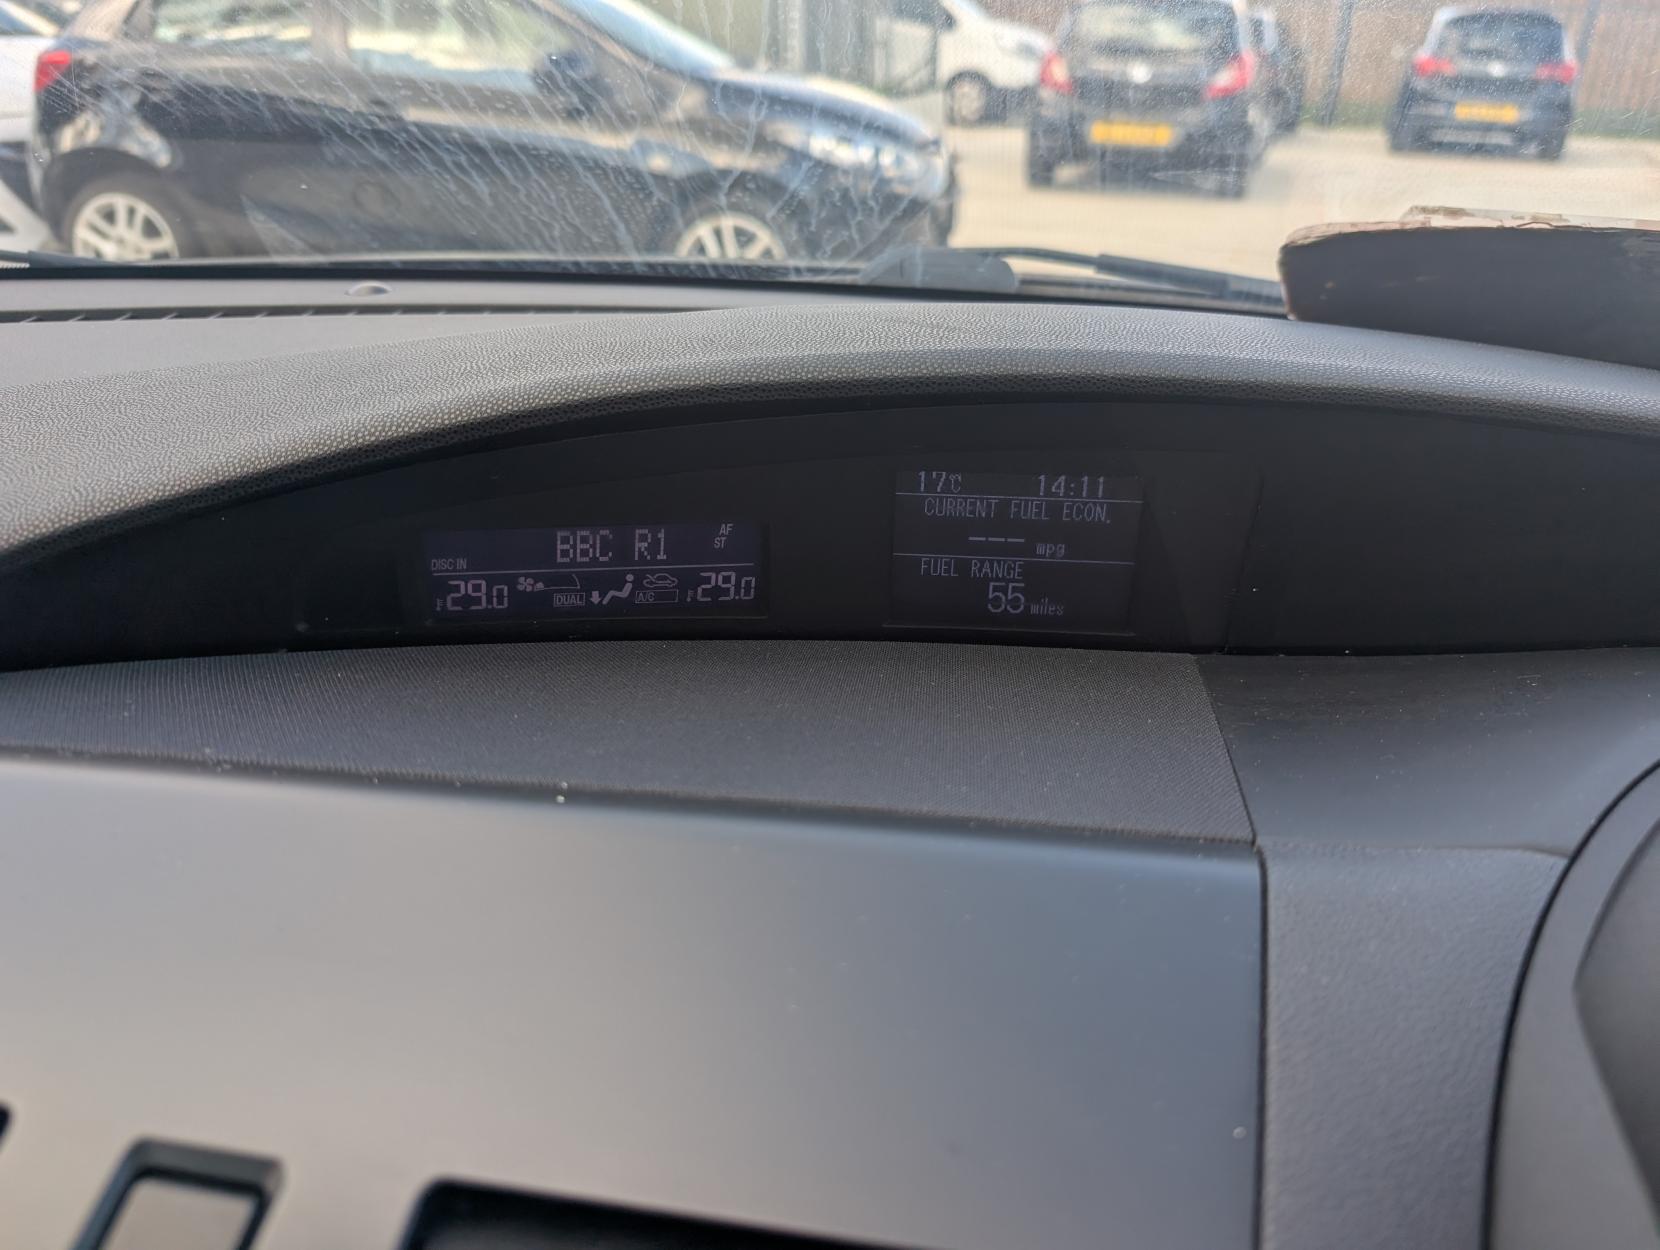 BBC R1
AF
ST
DISC IN
29.0
DUAL
A/C
29.0
17℃ 14:11
CURRENT FUEL ECON.
--- mpg
FUEL RANGE
55 miles